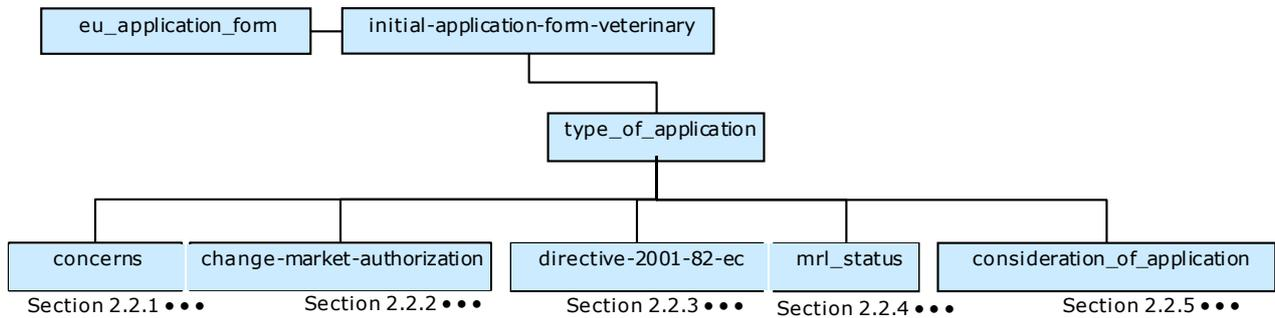 eu_application_form
initial-application-form-veterinary
type_of_application
concerns
change-market-authorization
directive-2001-82-ec
mrl_status
consideration_of_application
Section 2.2.1 •••
Section 2.2.2 •••
Section 2.2.3 •••
Section 2.2.4 •••
Section 2.2.5 •••